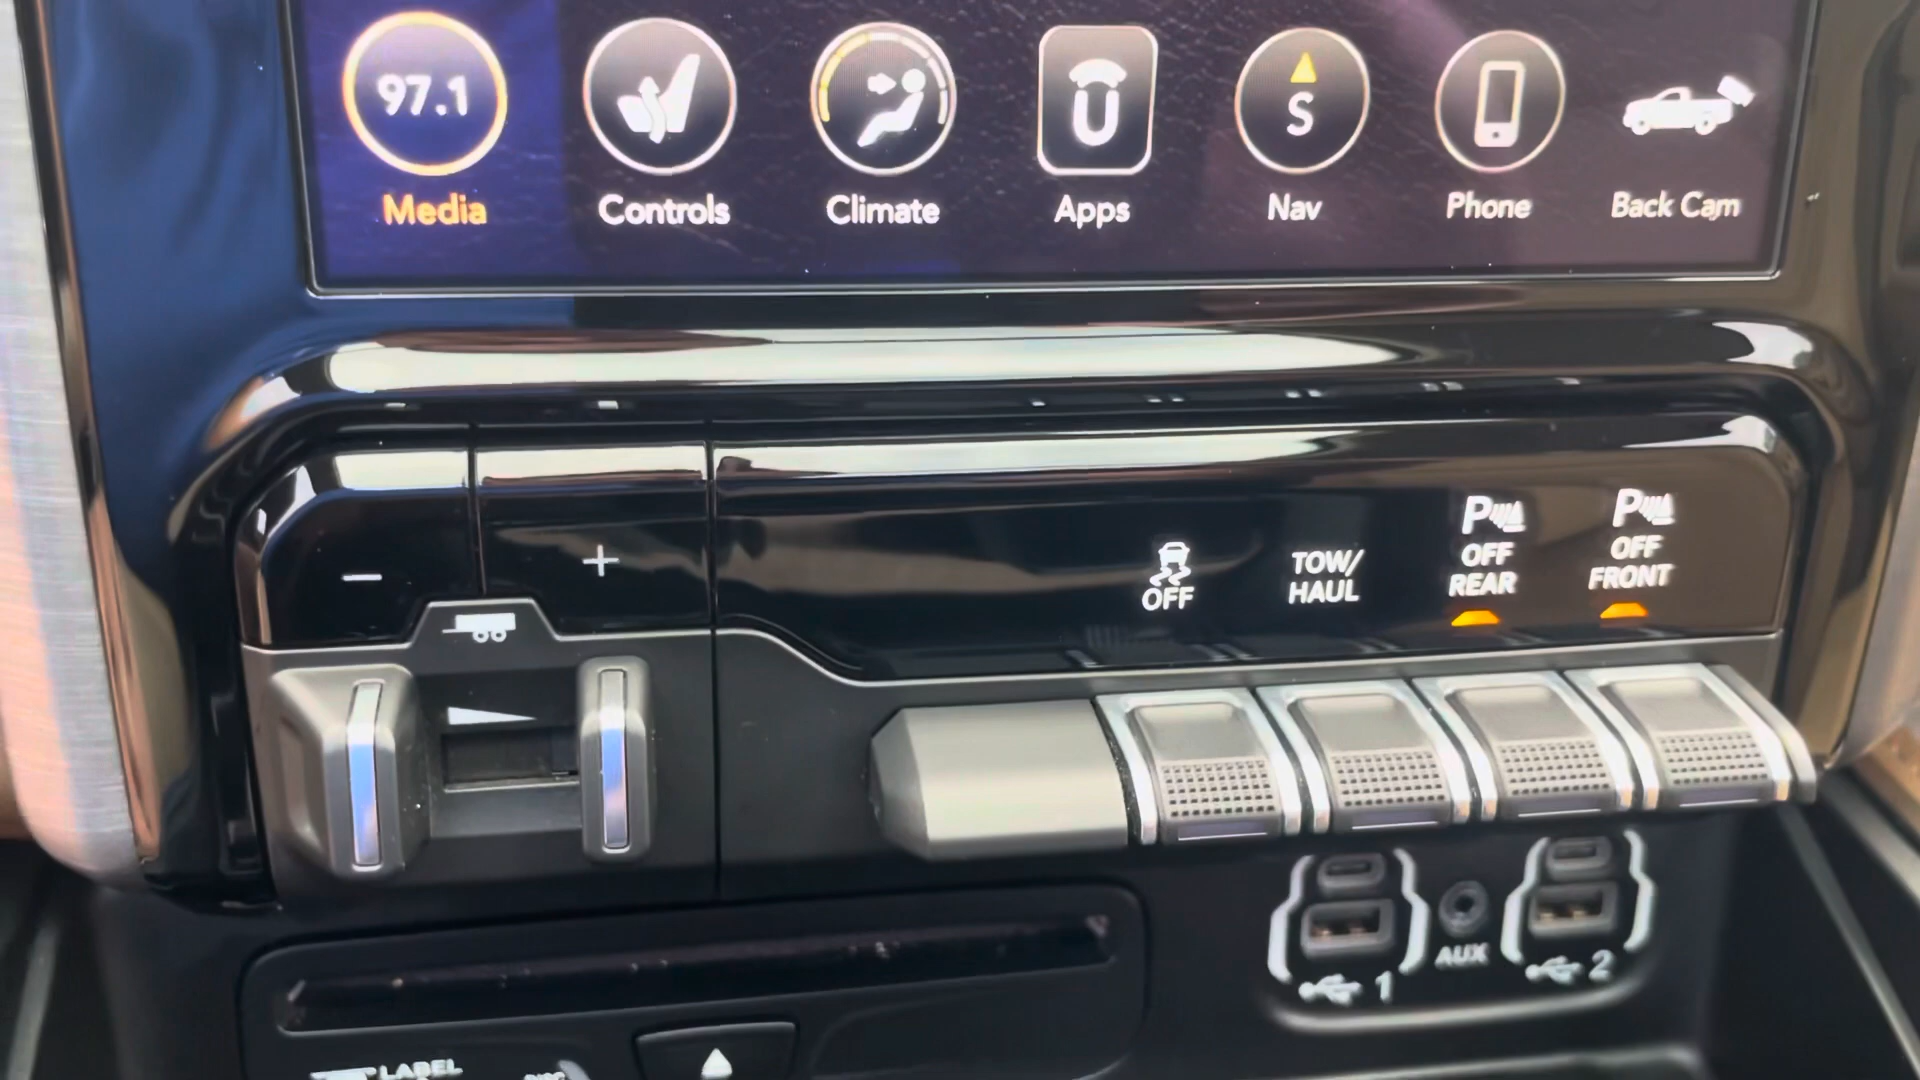 97.1
S
Media
Controls
Climate
Apps
Nav
Phone
Back Cam
− +
OFF
TOW/
HAUL
P
OFF
REAR
P
OFF
FRONT
1
AUX
2
LABEL
DISC